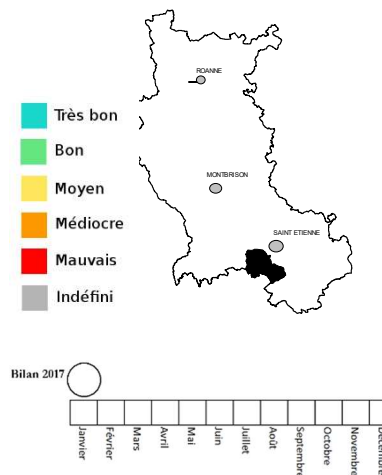 ROANNE
Très bon
Bon
MONTBRISON
Moyen
Médiocre
SAINT ETIENNE
Mauvais
Indéfini
Bilan 2017
Janvier
Février
Mars
Avril
Mai
Juin
Juillet
Août
Septembre
Octobre
Novembre
Décembre